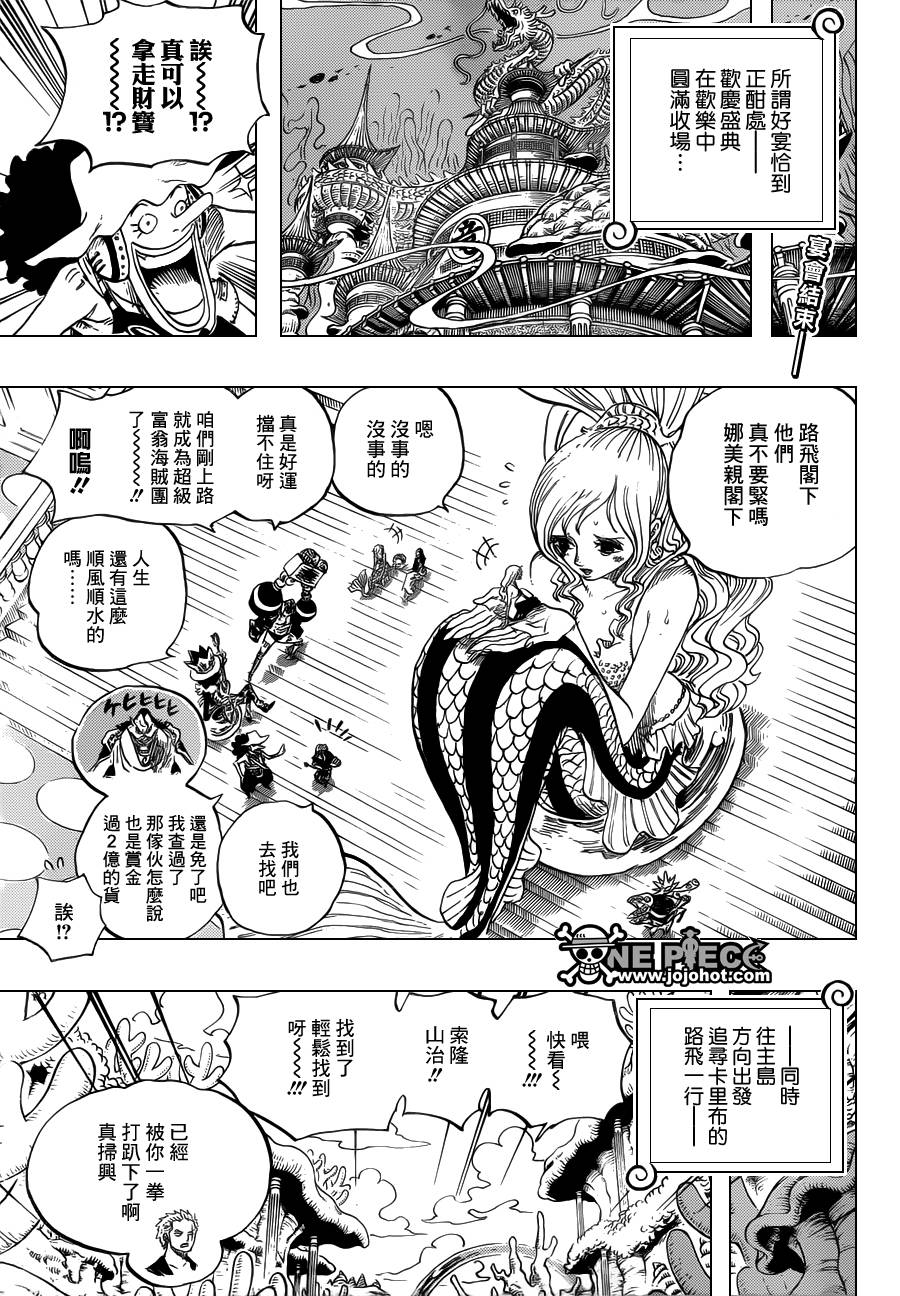 所謂好宴恰到
正酣處——
歡慶盛典
在歡樂中
圓滿收場…
宴會結束——
竜
誒~~~~!?
真可以
拿走財寶
~~~~!?
路飛閣下
他們
真不要緊嗎
娜美親閣下
嗯
沒事的
沒事的
真是好運
擋不住呀
咱們剛上路
就成為超級
富翁海賊團
了~~~~!!
啊嗚!!
人生
還有這麼
順風順水的
嗎……
ケヒヒヒヒ
我們也
去找吧
還是免了吧
我查過了
那傢伙怎麼說
也是賞金
過2億的貨
誒!?
ONE PIECE
www.jojohot.com
——同時
往主島
方向出發
追尋卡里布的
路飛一行——
喂
快看~
~~~!!
索隆
山治!!
找到了
輕鬆找到
呀~~~!!!
已經
被你一拳
打趴下了啊
真掃興